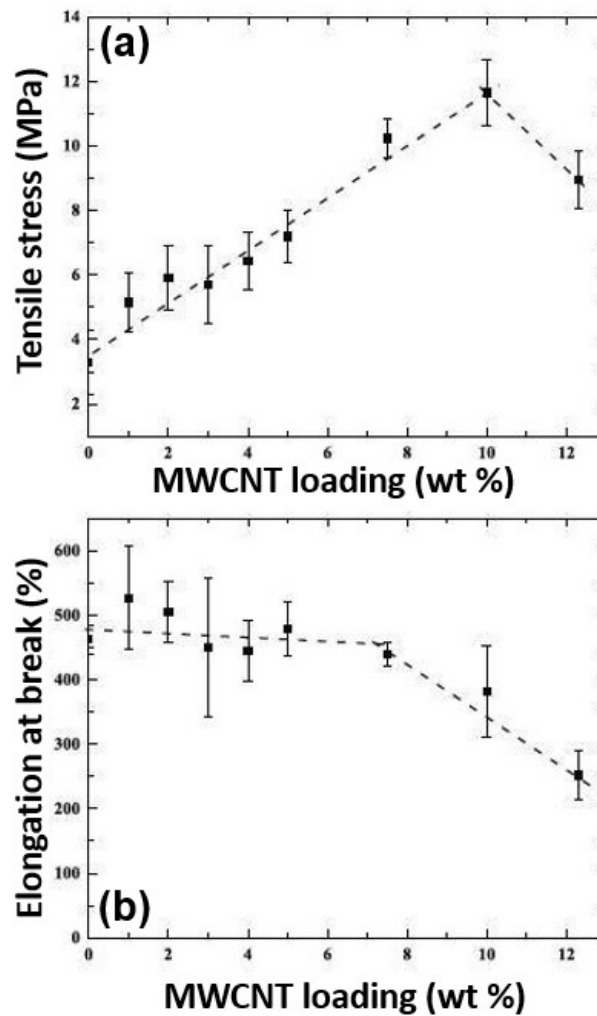 (a)
Tensile stress (MPa)
14
12
10
8
6
4
2
0 2 4 6 8 10 12
MWCNT loading (wt %)
(b)
Elongation at break (%)
600
500
400
300
200
100
0
0 2 4 6 8 10 12
MWCNT loading (wt %)